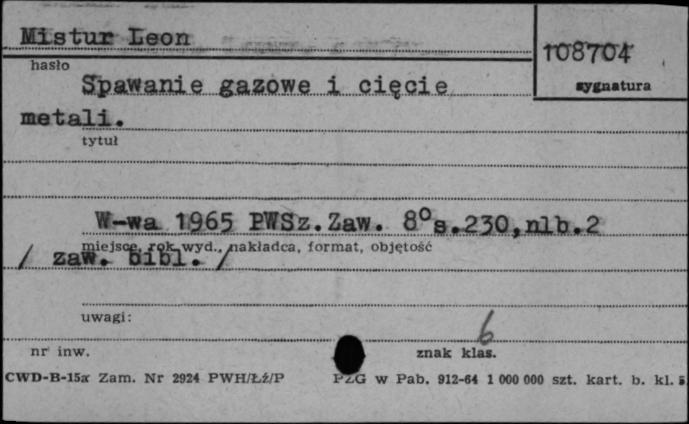 Mistur Leon
108704
hasło
sygnatura
Spawanie gazowe i cięcie
metali.
tytuł
W-wa 1965 PWSz.Zaw. 8° s.230,nlb.2
miejsce, rok wyd., nakładca, format, objętość
/ zaw. bibl. /
uwagi:
6
nr inw.
znak klas.
CWD-B-15a Zam. Nr 2924 PWH/Łź/P
PZG w Pab. 912-64 1 000 000 szt. kart. b. kl.